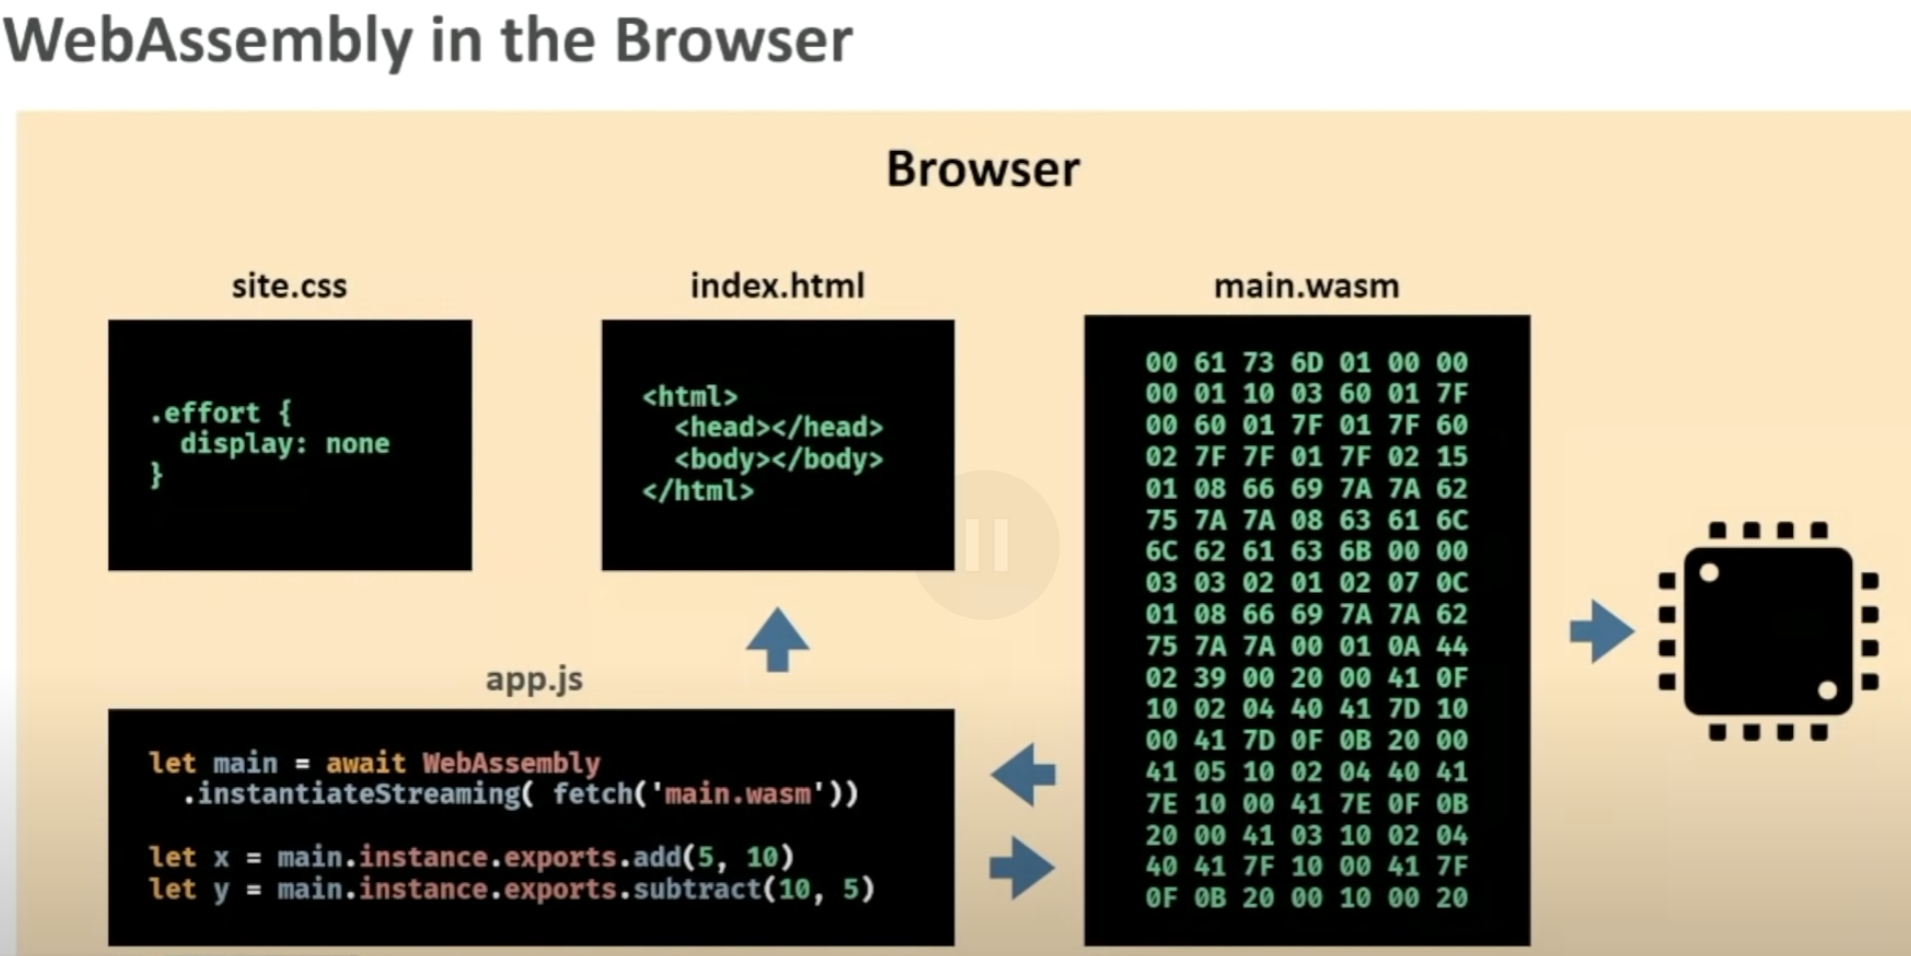 WebAssembly in the Browser
Browser
site.css
.effort {
display: none
}
index.html
<html>
<head></head>
<body></body>
</html>
main.wasm
00 61 73 6D 01 00 00
00 01 10 03 60 01 7F
00 60 01 7F 01 7F 60
02 7F 7F 01 7F 02 15
01 08 66 69 7A 7A 62
75 7A 7A 08 63 61 6C
6C 62 61 63 6B 00 00
03 03 02 01 02 07 0C
01 08 66 69 7A 7A 62
75 7A 7A 00 01 0A 44
02 39 00 20 00 41 0F
10 02 04 40 41 7D 10
00 41 7D 0F 0B 20 00
41 05 10 02 04 40 41
7E 10 00 41 7E 0F 0B
20 00 41 03 10 02 04
40 41 7F 10 00 41 7F
0F 0B 20 00 10 00 20
app.js
let main = await WebAssembly
.instantiateStreaming( fetch('main.wasm'))
let x = main.instance.exports.add(5, 10)
let y = main.instance.exports.subtract(10, 5)